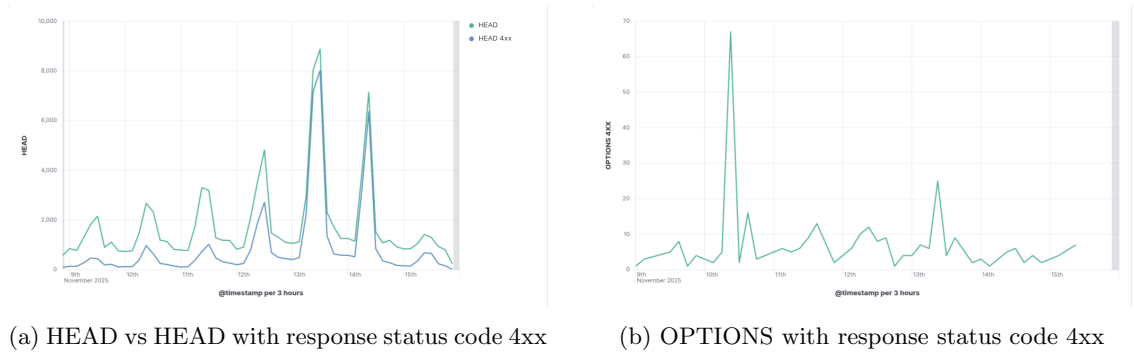 10,000
8,000
6,000
4,000
2,000
0
HEAD
9th
November 2025
10th
11th
12th
13th
14th
15th
@timestamp per 3 hours
HEAD
HEAD 4xx
70
60
50
40
30
20
10
0
OPTIONS 4XX
9th
November 2025
10th
11th
12th
13th
14th
15th
@timestamp per 3 hours
(a) HEAD vs HEAD with response status code 4xx
(b) OPTIONS with response status code 4xx